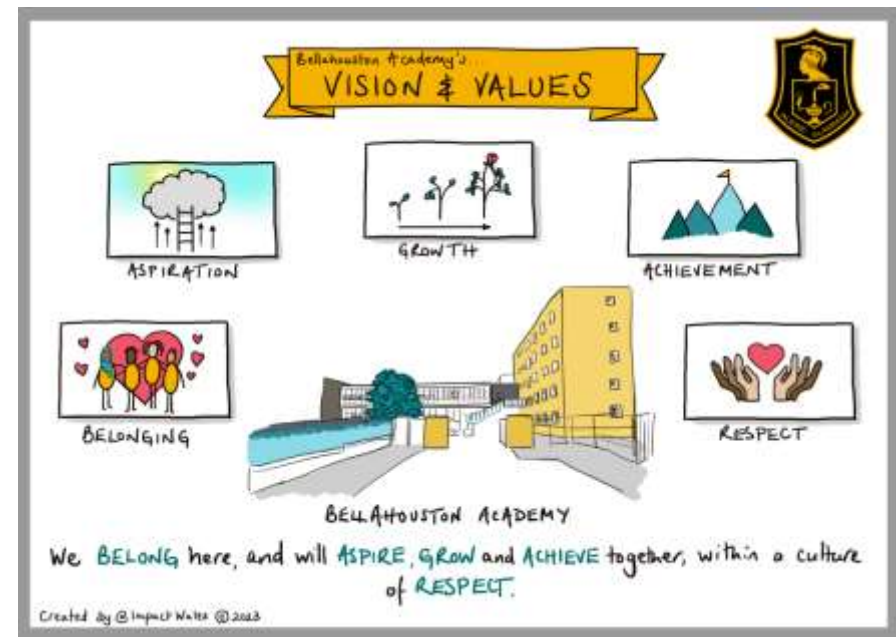 Bellahouston Academy's
VISION & VALUES
ASPIRATION
GROWTH
ACHIEVEMENT
BELONGING
RESPECT
BELLAHOUSTON ACADEMY
We BELONG here, and will ASPIRE, GROW and ACHIEVE together, within a culture
of RESPECT.
Created by @ Impact © 2023